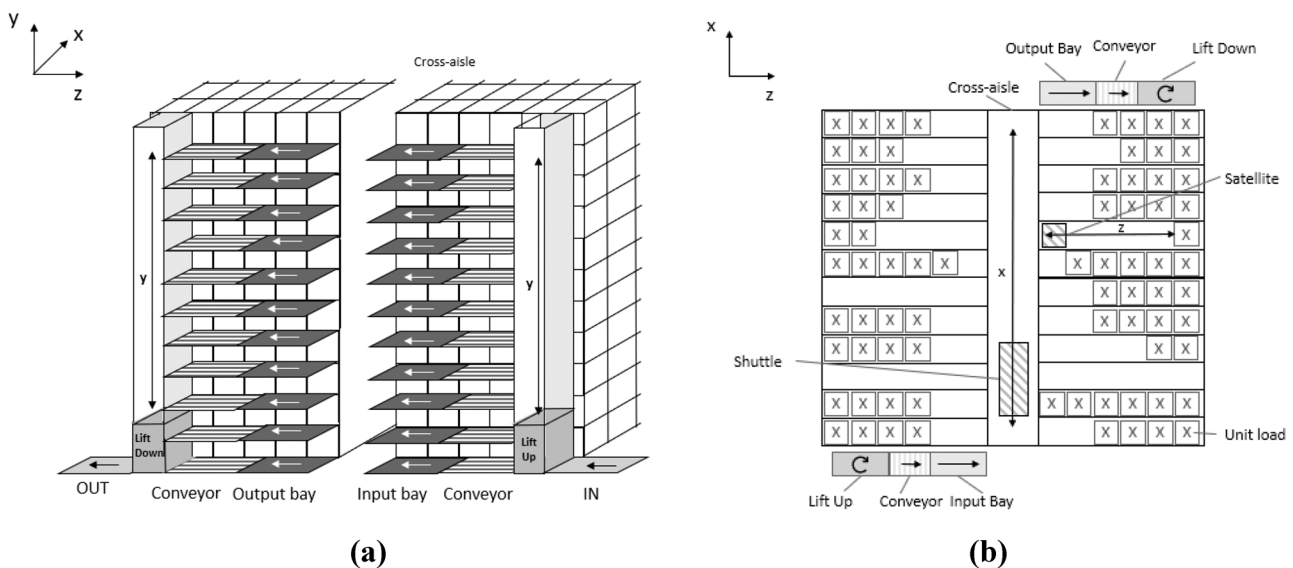 y
x
z
Cross-aisle
y
y
Lift
Down
Lift
Up
OUT
Conveyor Output bay
Input bay Conveyor
IN
(a)
x
z
Output Bay Conveyor Lift Down
Cross-aisle
X X X X X X X X
X X X X X X
X X X X X X X X
Satellite
X X X X X X X
X X z X
X X X X X X X X X X
x
X X X X
X X X X X X X X
X X X X X X
Shuttle
X X X X X X X X X X
X X X X X X X X
Unit load
Lift Up Conveyor Input Bay
(b)